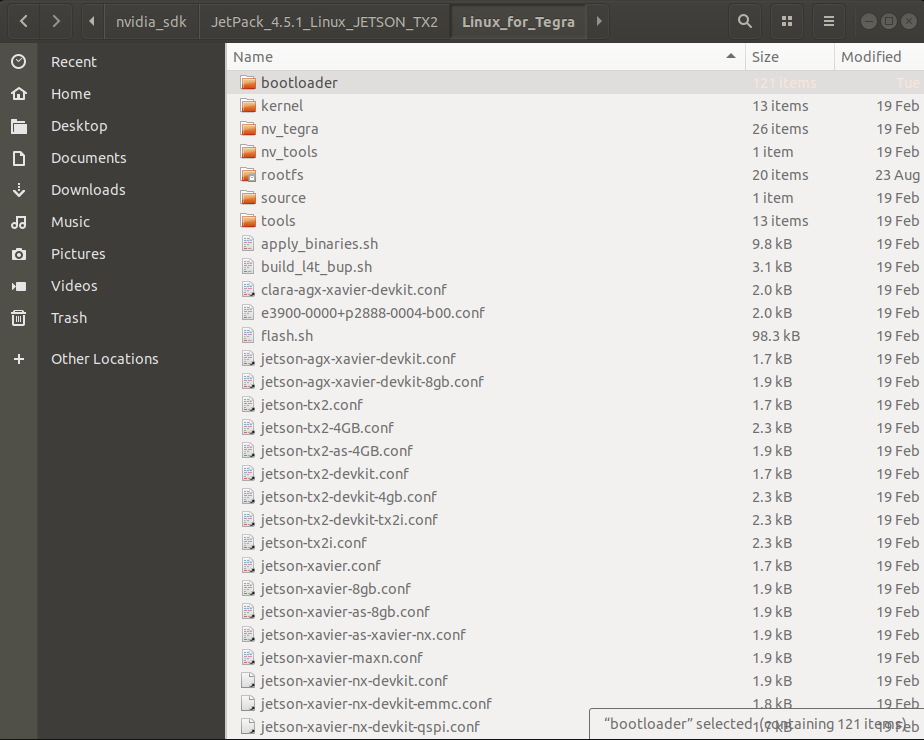 nvidia_sdk JetPack_4.5.1_Linux_JETSON_TX2 Linux_for_Tegra
Name Size Modified
Recent
Home
Desktop
Documents
Downloads
Music
Pictures
Videos
Trash
Other Locations
bootloader 121 items Tue
kernel 13 items 19 Feb
nv_tegra 26 items 19 Feb
nv_tools 1 item 19 Feb
rootfs 20 items 23 Aug
source 1 item 19 Feb
tools 13 items 19 Feb
apply_binaries.sh 9.8 kB 19 Feb
build_l4t_bup.sh 3.1 kB 19 Feb
clara-agx-xavier-devkit.conf 2.0 kB 19 Feb
e3900-0000+p2888-0004-b00.conf 2.0 kB 19 Feb
flash.sh 98.3 kB 19 Feb
jetson-agx-xavier-devkit.conf 1.7 kB 19 Feb
jetson-agx-xavier-devkit-8gb.conf 1.9 kB 19 Feb
jetson-tx2.conf 1.7 kB 19 Feb
jetson-tx2-4GB.conf 2.3 kB 19 Feb
jetson-tx2-as-4GB.conf 1.9 kB 19 Feb
jetson-tx2-devkit.conf 1.7 kB 19 Feb
jetson-tx2-devkit-4gb.conf 2.3 kB 19 Feb
jetson-tx2-devkit-tx2i.conf 2.3 kB 19 Feb
jetson-tx2i.conf 2.3 kB 19 Feb
jetson-xavier.conf 1.7 kB 19 Feb
jetson-xavier-8gb.conf 1.9 kB 19 Feb
jetson-xavier-as-8gb.conf 1.9 kB 19 Feb
jetson-xavier-as-xavier-nx.conf 1.9 kB 19 Feb
jetson-xavier-maxn.conf 1.9 kB 19 Feb
jetson-xavier-nx-devkit.conf 1.9 kB 19 Feb
jetson-xavier-nx-devkit-emmc.conf 1.8 kB 19 Feb
jetson-xavier-nx-devkit-qspi.conf 1.7 kB 19 Feb
“bootloader” selected (containing 121 items)